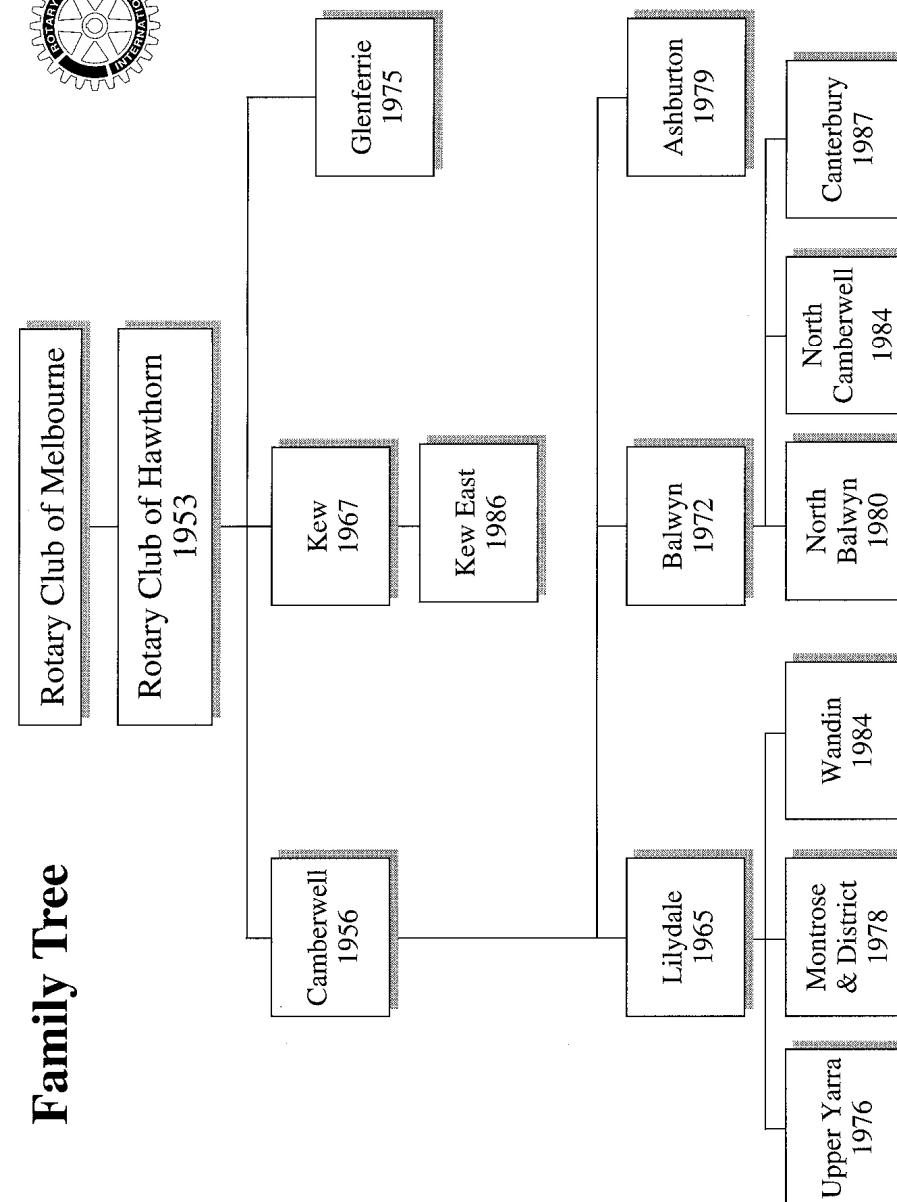 Family Tree
ROTARY
INTERNATIONAL
Rotary Club of Melbourne
Rotary Club of Hawthorn
1953
Camberwell
1956
Kew
1967
Glenferrie
1975
Kew East
1986
Lilydale
1965
Balwyn
1972
Ashburton
1979
Upper Yarra
1976
Montrose
& District
1978
Wandin
1984
North
Balwyn
1980
North
Camberwell
1984
Canterbury
1987